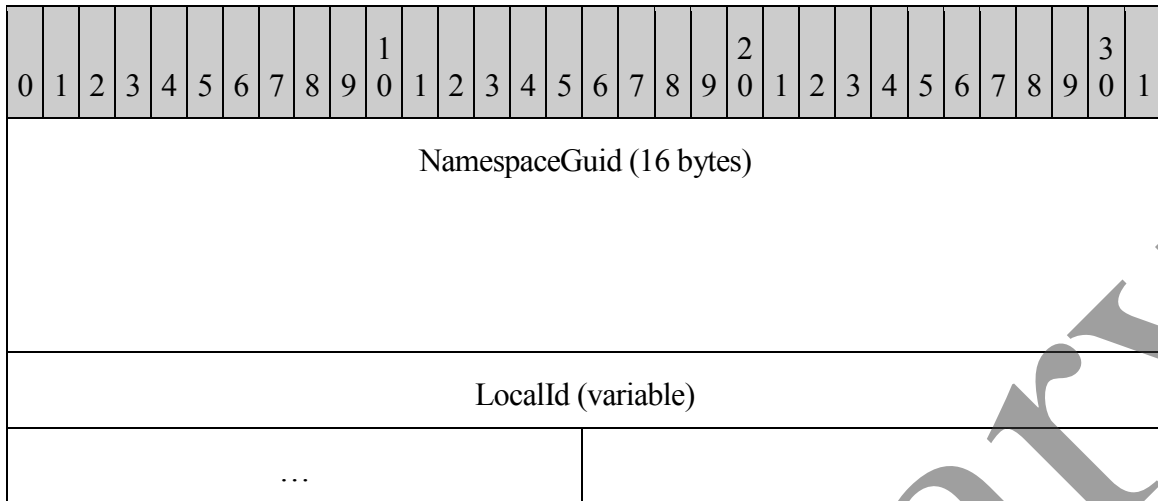 1 2 3
0 1 2 3 4 5 6 7 8 9 0 1 2 3 4 5 6 7 8 9 0 1 2 3 4 5 6 7 8 9 0 1
NamespaceGuid (16 bytes)
LocalId (variable)
…